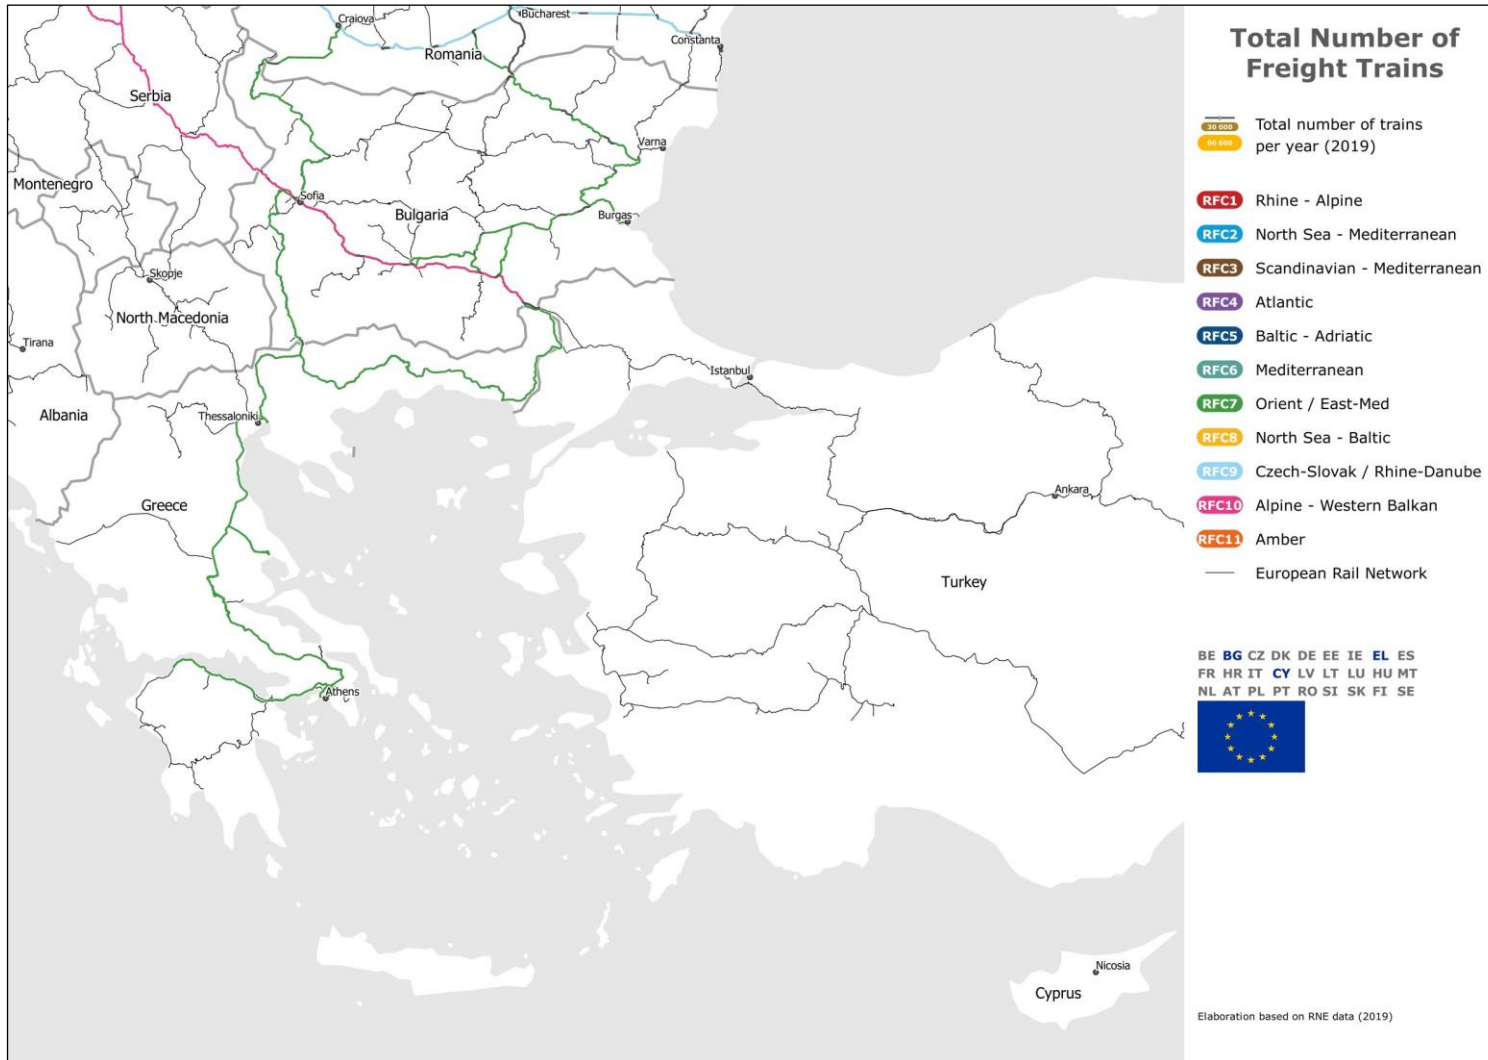 Craiova
Bucharest
Constanta
Romania
Serbia
Varna
Montenegro
Sofia
Bulgaria
Burgas
Skopje
North Macedonia
Tirana
Istanbul
Albania
Thessaloniki
Ankara
Greece
Turkey
Athens
Nicosia
Cyprus
Total Number of
Freight Trains
30 000
60 000
Total number of trains
per year (2019)
RFC1 Rhine - Alpine
RFC2 North Sea - Mediterranean
RFC3 Scandinavian - Mediterranean
RFC4 Atlantic
RFC5 Baltic - Adriatic
RFC6 Mediterranean
RFC7 Orient / East-Med
RFC8 North Sea - Baltic
RFC9 Czech-Slovak / Rhine-Danube
RFC10 Alpine - Western Balkan
RFC11 Amber
European Rail Network
BE BG CZ DK DE EE IE EL ES
FR HR IT CY LV LT LU HU MT
NL AT PL PT RO SI SK FI SE
Elaboration based on RNE data (2019)